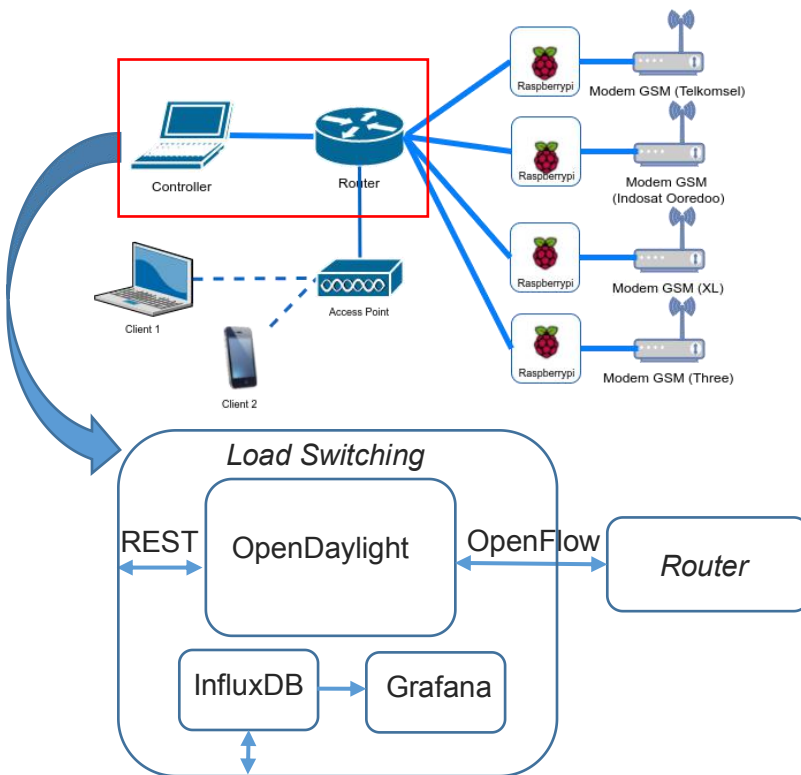 Raspberrypi
Modem GSM (Telkomsel)
Controller
Router
Raspberrypi
Modem GSM
(Indosat Ooredoo)
Raspberrypi
Modem GSM (XL)
Client 1
Access Point
Raspberrypi
Modem GSM (Three)
Client 2
Load Switching
REST
OpenDaylight
OpenFlow
Router
InfluxDB
Grafana